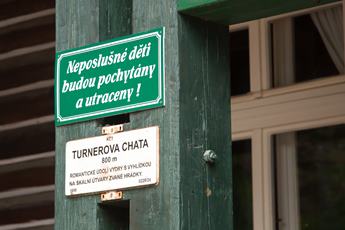 Neposlušné děti
budou pochytány
a utraceny !
TURNEROVA CHATA
800 m
ROMANTICKÉ ÚDOLÍ VYDRY S VYHLÍDKOU
NA SKALNÍ ÚTVARY ZVANÉ HRÁDKY.